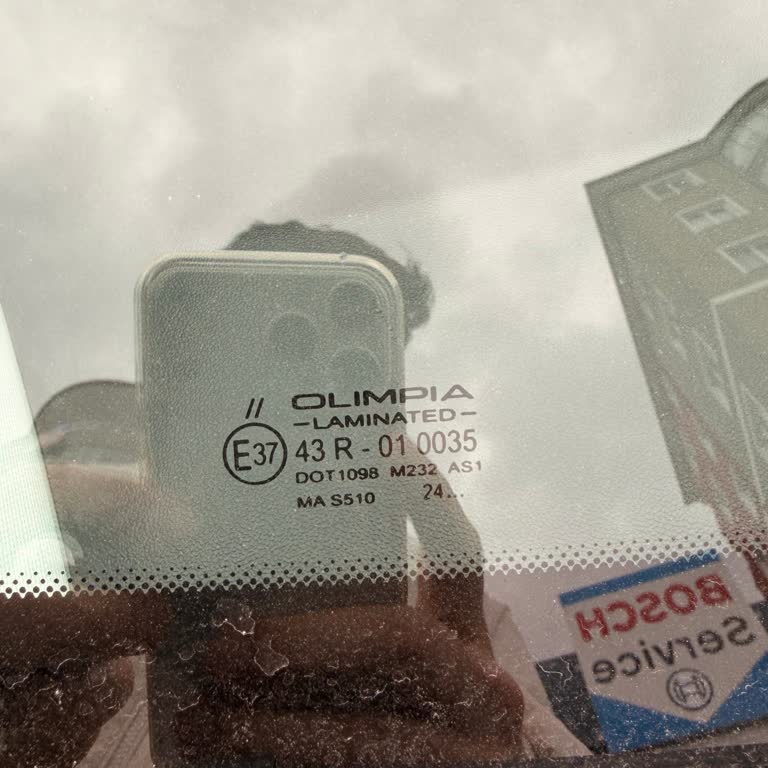 //
OLIMPIA
-LAMINATED-
E37 43 R - 01 0035
DOT1098 M232 AS1
MA S510 24...
BOSCH
Service